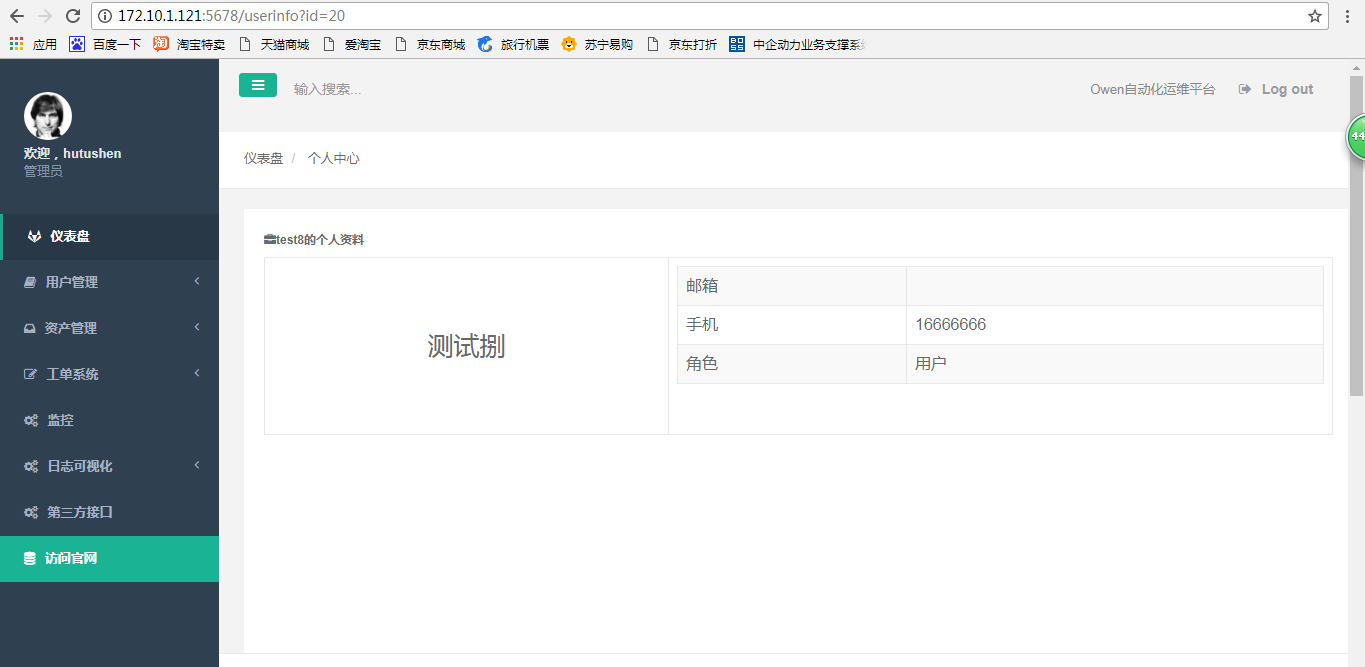 172.10.1.121:5678/userinfo?id=20
应用 百度一下 淘宝特卖 天猫商城 爱淘宝 京东商城 旅行机票 苏宁易购 京东打折 中企动力业务支撑系
欢迎，hutushen
管理员
仪表盘
用户管理
资产管理
工单系统
监控
日志可视化
第三方接口
访问官网
输入搜索...
Owen自动化运维平台 Log out
仪表盘 / 个人中心
44
test8的个人资料
测试捌
邮箱
手机 16666666
角色 用户